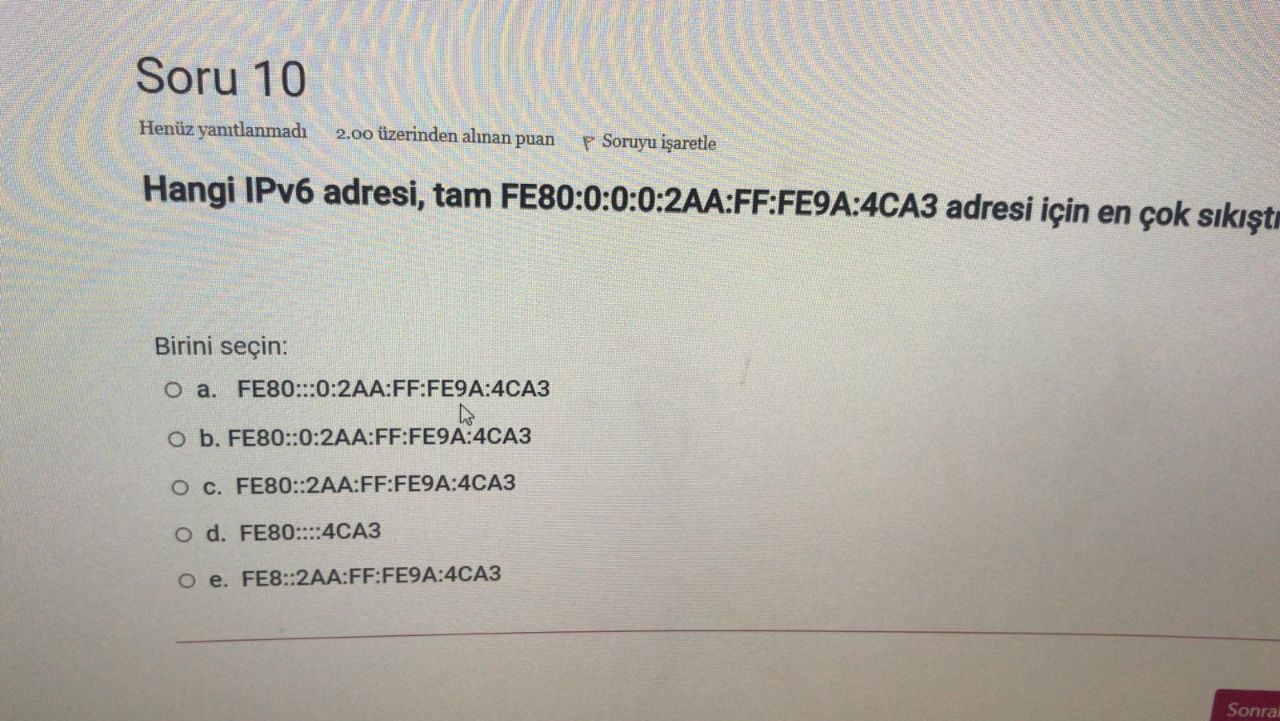 Soru 10
Henüz yanıtlanmadı 2.00 üzerinden alınan puan Soruyu işaretle
Hangi IPv6 adresi, tam FE80:0:0:0:2AA:FF:FE9A:4CA3 adresi için en çok sıkıştı
Birini seçin:
a. FE80:::0:2AA:FF:FE9A:4CA3
b. FE80::0:2AA:FF:FE9A:4CA3
c. FE80::2AA:FF:FE9A:4CA3
d. FE80::::4CA3
e. FE8::2AA:FF:FE9A:4CA3
Sonra